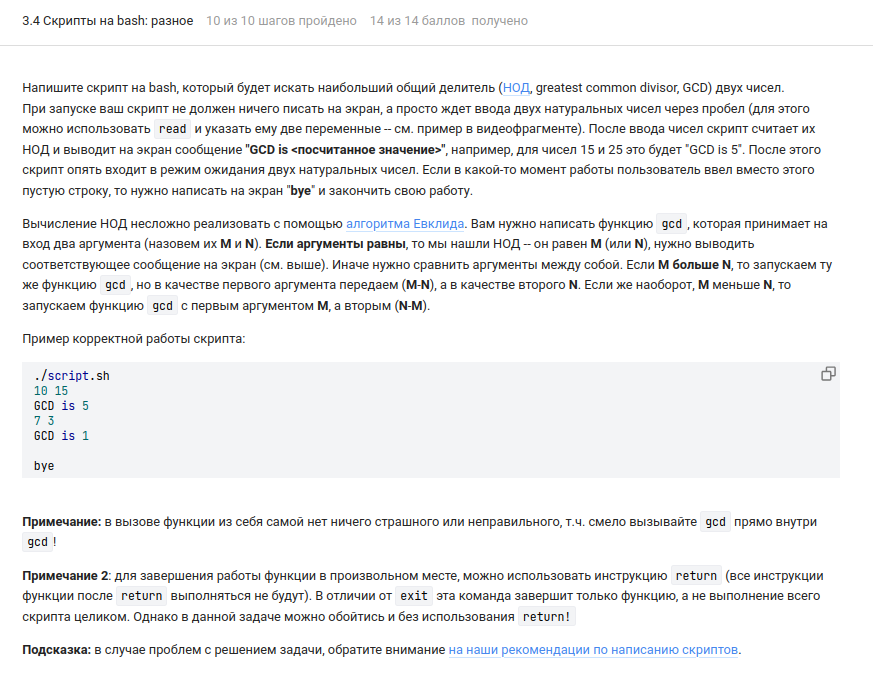 3.4 Скрипты на bash: разное 10 из 10 шагов пройдено 14 из 14 баллов получено
Напишите скрипт на bash, который будет искать наибольший общий делитель (НОД, greatest common divisor, GCD) двух чисел.
При запуске ваш скрипт не должен ничего писать на экран, а просто ждет ввода двух натуральных чисел через пробел (для этого
можно использовать read и указать ему две переменные -- см. пример в видеофрагменте). После ввода чисел скрипт считает их
НОД и выводит на экран сообщение "GCD is <посчитанное значение>", например, для чисел 15 и 25 это будет "GCD is 5". После этого
скрипт опять входит в режим ожидания двух натуральных чисел. Если в какой-то момент работы пользователь ввел вместо этого
пустую строку, то нужно написать на экран "bye" и закончить свою работу.
Вычисление НОД несложно реализовать с помощью алгоритма Евклида. Вам нужно написать функцию gcd , которая принимает на
вход два аргумента (назовем их M и N). Если аргументы равны, то мы нашли НОД -- он равен M (или N), нужно выводить
соответствующее сообщение на экран (см. выше). Иначе нужно сравнить аргументы между собой. Если M больше N, то запускаем ту
же функцию gcd , но в качестве первого аргумента передаем (M-N), а в качестве второго N. Если же наоборот, M меньше N, то
запускаем функцию gcd с первым аргументом M, а вторым (N-M).
Пример корректной работы скрипта:
./script.sh
10 15
GCD is 5
7 3
GCD is 1
bye
Примечание: в вызове функции из себя самой нет ничего страшного или неправильного, т.ч. смело вызывайте gcd прямо внутри
gcd !
Примечание 2: для завершения работы функции в произвольном месте, можно использовать инструкцию return (все инструкции
функции после return выполняться не будут). В отличии от exit эта команда завершит только функцию, а не выполнение всего
скрипта целиком. Однако в данной задаче можно обойтись и без использования return!
Подсказка: в случае проблем с решением задачи, обратите внимание на наши рекомендации по написанию скриптов.